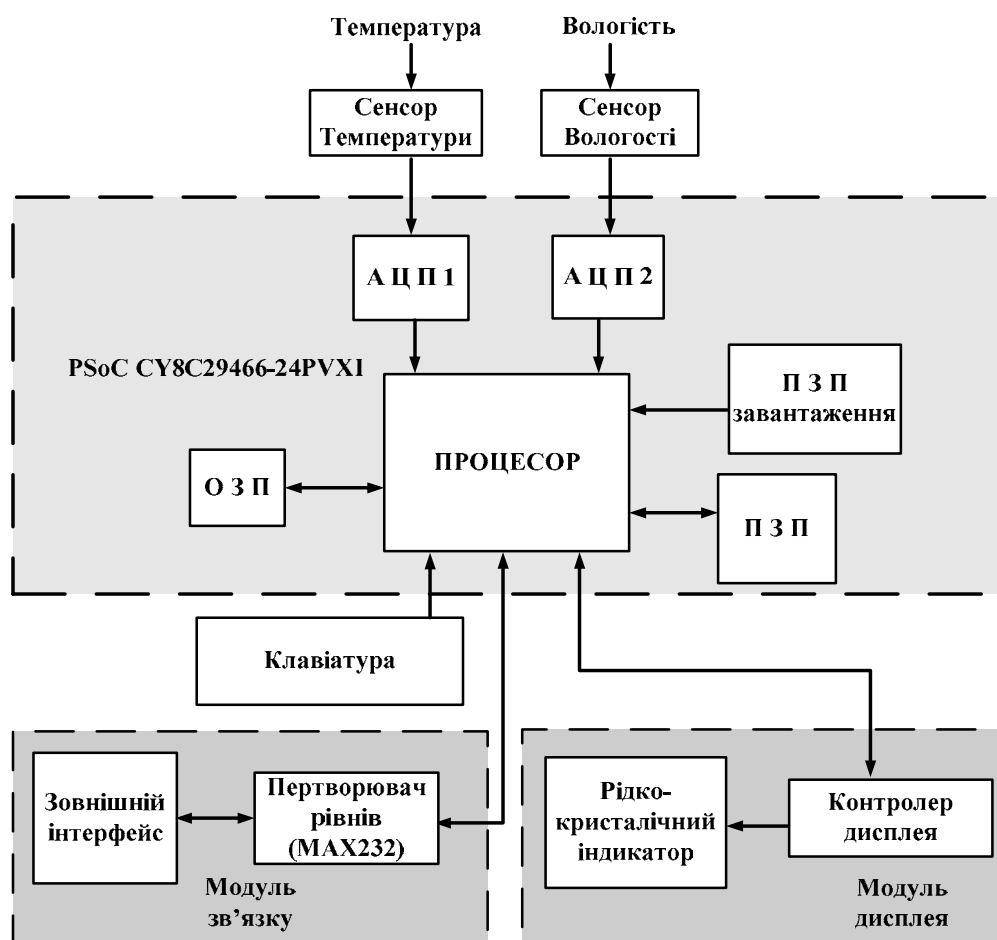 Температура
Вологість
Сенсор
Температури
Сенсор
Вологості
А Ц П 1
А Ц П 2
PSoC CY8C29466-24PVXI
П З П
завантаження
ПРОЦЕСОР
О З П
П З П
Клавіатура
Зовнішній
інтерфейс
Пертворювач
рівнів
(MAX232)
Модуль
зв’язку
Рідко-
кристалічний
індикатор
Контролер
дисплея
Модуль
дисплея